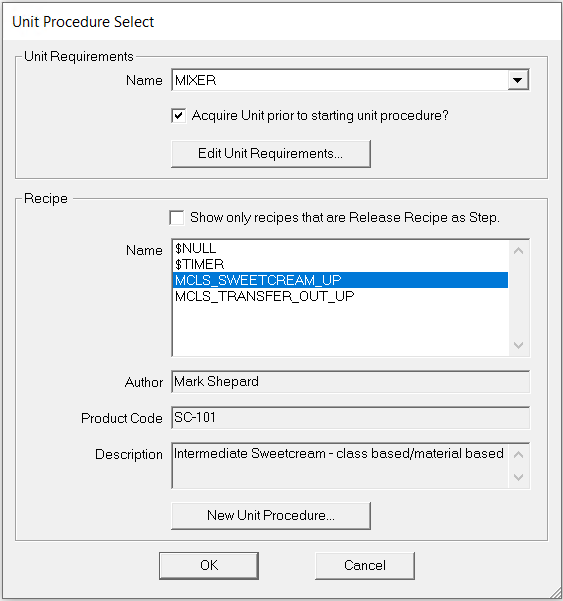 Unit Procedure Select
Unit Requirements
Name MIXER
Acquire Unit prior to starting unit procedure?
Edit Unit Requirements...
Recipe
Show only recipes that are Release Recipe as Step.
Name $NULL
$TIMER
MCLS_SWEETCREAM_UP
MCLS_TRANSFER_OUT_UP
Author Mark Shepard
Product Code SC-101
Description Intermediate Sweetcream - class based/material based
New Unit Procedure...
OK Cancel